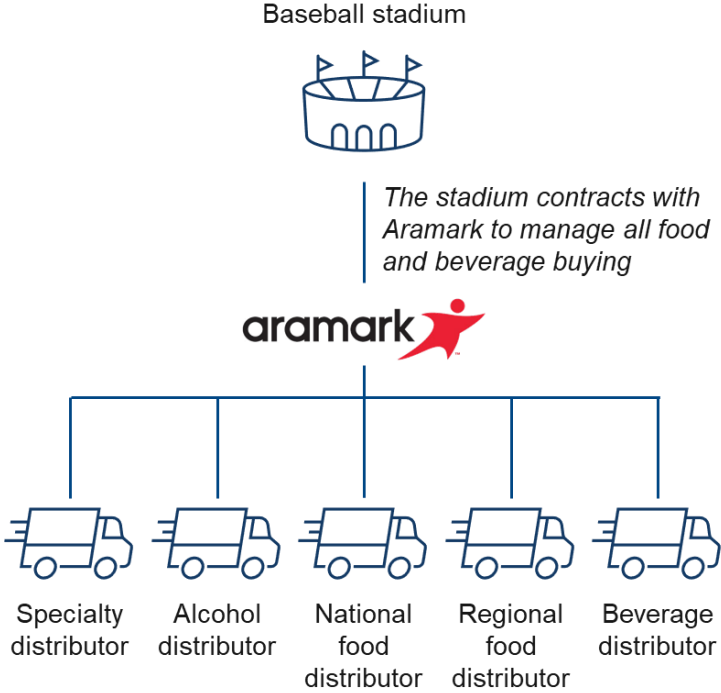 Baseball stadium
The stadium contracts with
Aramark to manage all food
and beverage buying
aramark
™
Specialty
distributor
Alcohol
distributor
National
food
distributor
Regional
food
distributor
Beverage
distributor